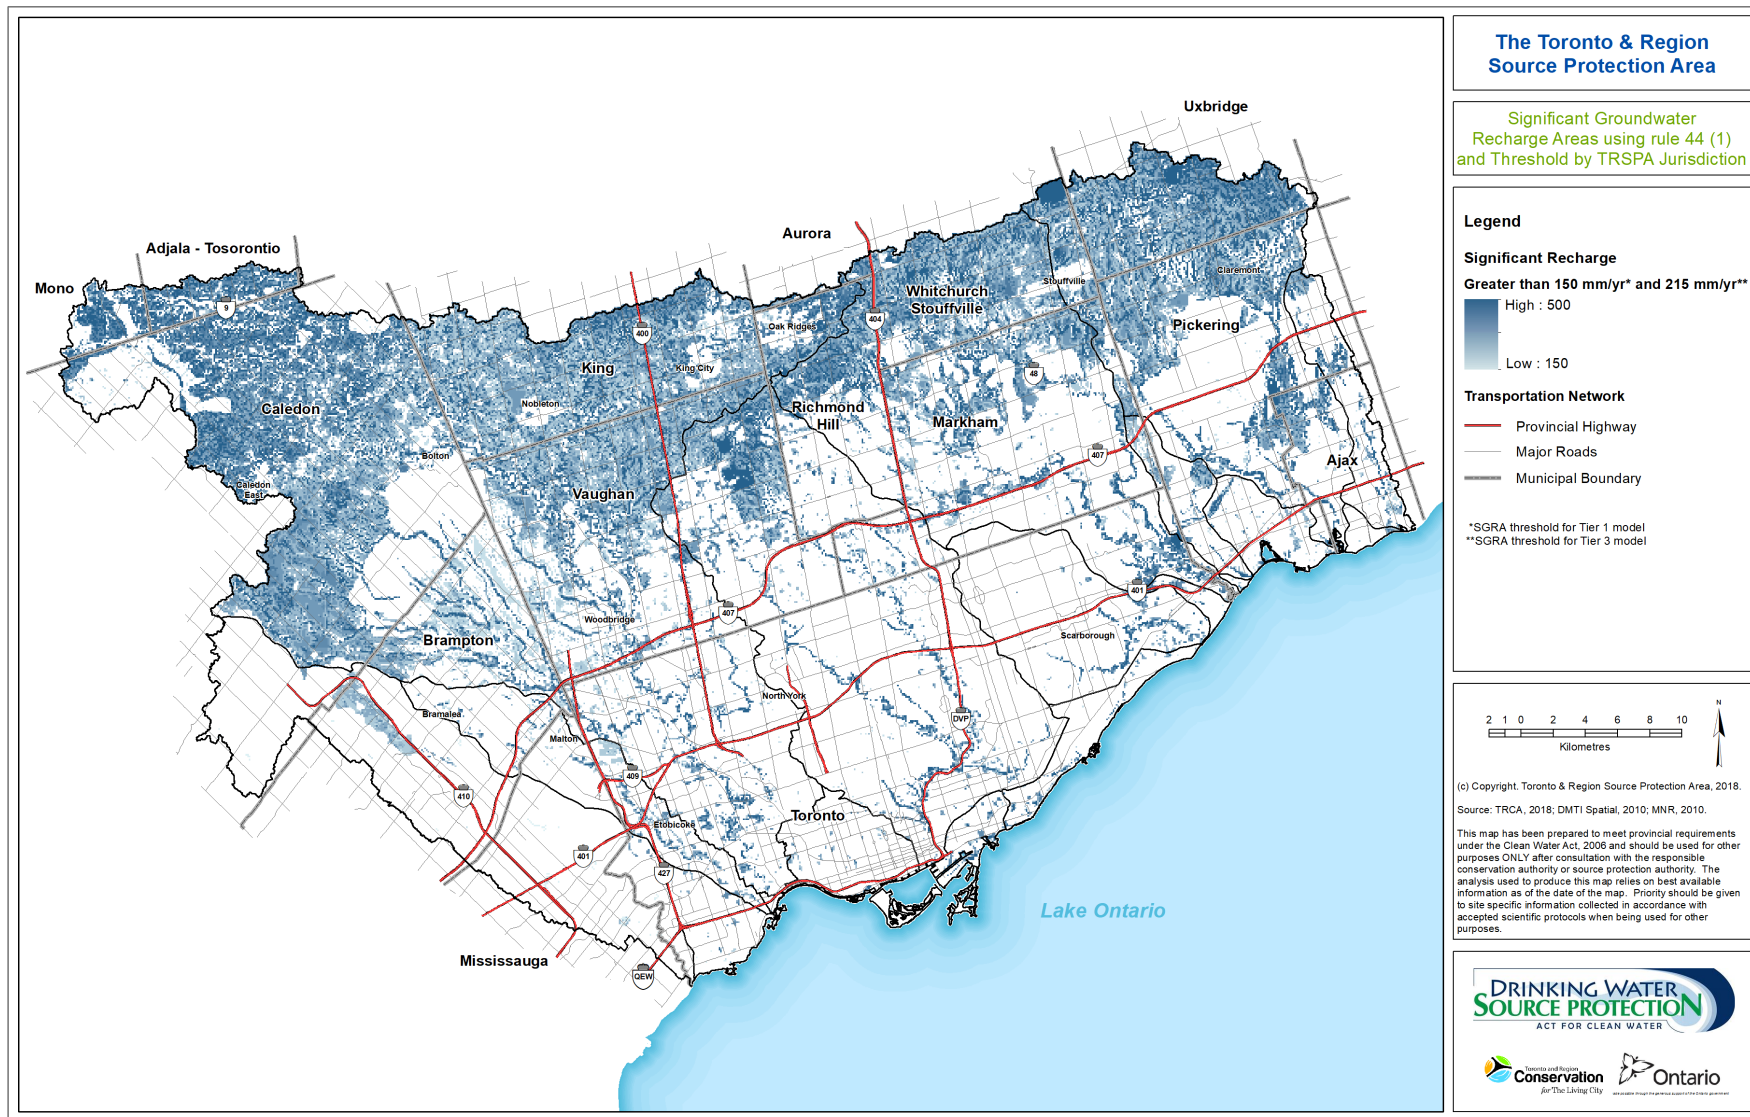 The Toronto & Region
Source Protection Area
Significant Groundwater
Recharge Areas using rule 44 (1)
and Threshold by TRSPA Jurisdiction
Legend
Significant Recharge
Greater than 150 mm/yr* and 215 mm/yr**
High : 500
Low : 150
Transportation Network
Provincial Highway
Major Roads
Municipal Boundary
*SGRA threshold for Tier 1 model
**SGRA threshold for Tier 3 model
2 1 0 2 4 6 8 10
Kilometres
N
(c) Copyright. Toronto & Region Source Protection Area, 2018.
Source: TRCA, 2018; DMTI Spatial, 2010; MNR, 2010.
This map has been prepared to meet provincial requirements
under the Clean Water Act, 2006 and should be used for other
purposes ONLY after consultation with the responsible
conservation authority or source protection authority. The
analysis used to produce this map relies on best available
information as of the date of the map. Priority should be given
to site specific information collected in accordance with
accepted scientific protocols when being used for other
purposes.
DRINKING WATER
SOURCE PROTECTION
ACT FOR CLEAN WATER
Toronto and Region
Conservation
for The Living City
Ontario
Uxbridge
Aurora
Adjala - Tosorontio
Mono
9
400
404
Whitchurch
Stouffville
Stouffville
Claremont
Pickering
Oak Ridges
King
King City
48
Caledon
Nobleton
Richmond
Hill
Markham
Bolton
407
Ajax
Caledon
East
Vaughan
401
407
Woodbridge
Brampton
Scarborough
North York
Bramalea
DVP
Malton
409
410
Toronto
Etobicoke
401
427
Lake Ontario
Mississauga
QEW